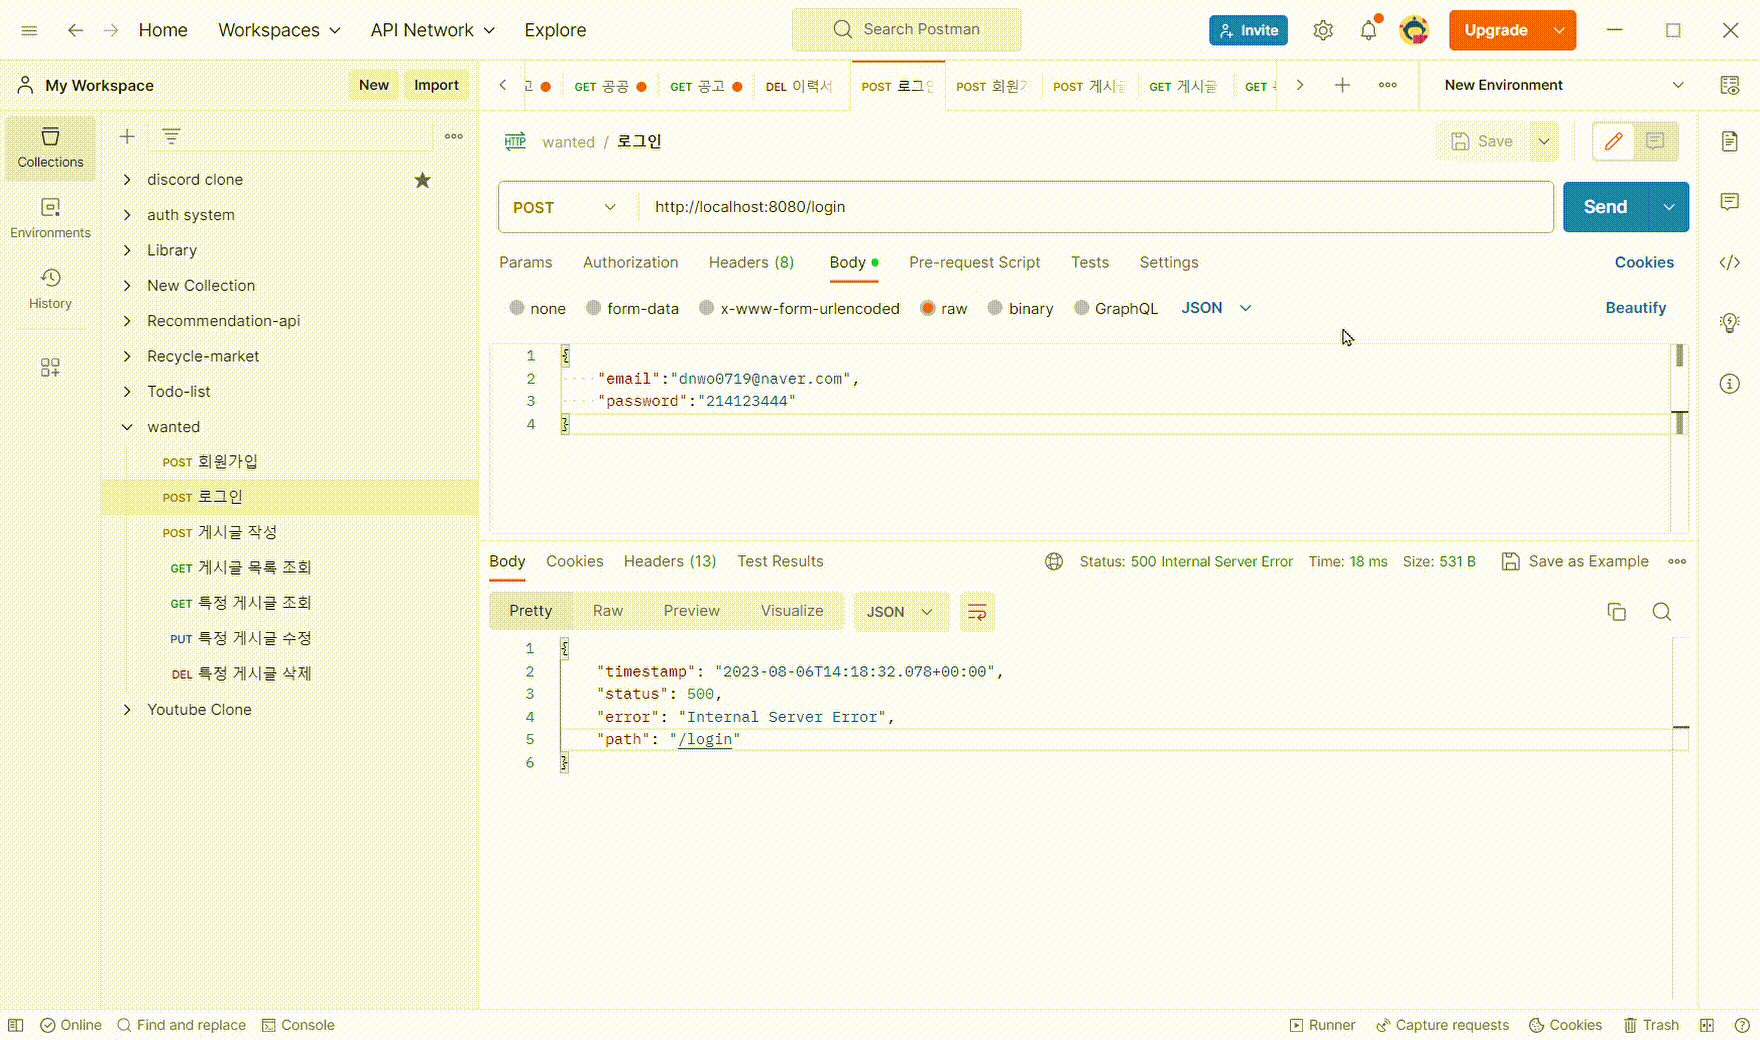 Home Workspaces API Network Explore Search Postman Invite Upgrade
My Workspace New Import
GET 공공 GET 공고 DEL 이력서 POST 로그인 POST 회원가 POST 게시글 GET 게시글 GET New Environment
Collections
Environments
History
discord clone
auth system
Library
New Collection
Recommendation-api
Recycle-market
Todo-list
wanted
POST 회원가입
POST 로그인
POST 게시글 작성
GET 게시글 목록 조회
GET 특정 게시글 조회
PUT 특정 게시글 수정
DEL 특정 게시글 삭제
Youtube Clone
HTTP wanted / 로그인 Save
POST http://localhost:8080/login Send
Params Authorization Headers (8) Body Pre-request Script Tests Settings Cookies
none form-data x-www-form-urlencoded raw binary GraphQL JSON Beautify
1 {
2 "email":"dnwo0719@naver.com",
3 "password":"214123444"
4 }
Body Cookies Headers (13) Test Results Status: 500 Internal Server Error Time: 18 ms Size: 531 B Save as Example
Pretty Raw Preview Visualize JSON
1 {
2 "timestamp": "2023-08-06T14:18:32.078+00:00",
3 "status": 500,
4 "error": "Internal Server Error",
5 "path": "/login"
6 }
Online Find and replace Console Runner Capture requests Cookies Trash